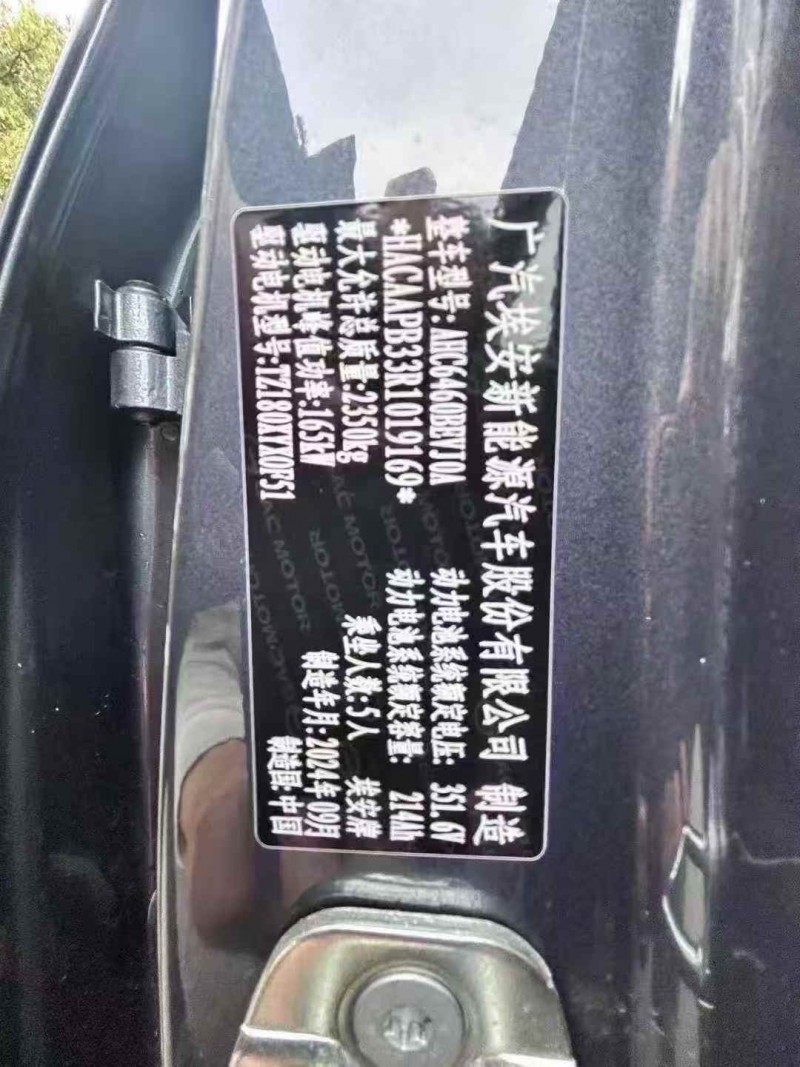 广汽埃安新能源汽车股份有限公司 制造
整车型号:AHC6460BEVJ0A 动力电池系统额定电压: 351.6V
*HACAAPB33R1019169* 动力电池系统额定容量: 214Ah
最大允许总质量:2350kg 乘坐人数:5人 埃安牌
驱动电机峰值功率:165kW 制造年月:2024年09月
驱动电机型号:TZ180XYX0F51 制造国:中国